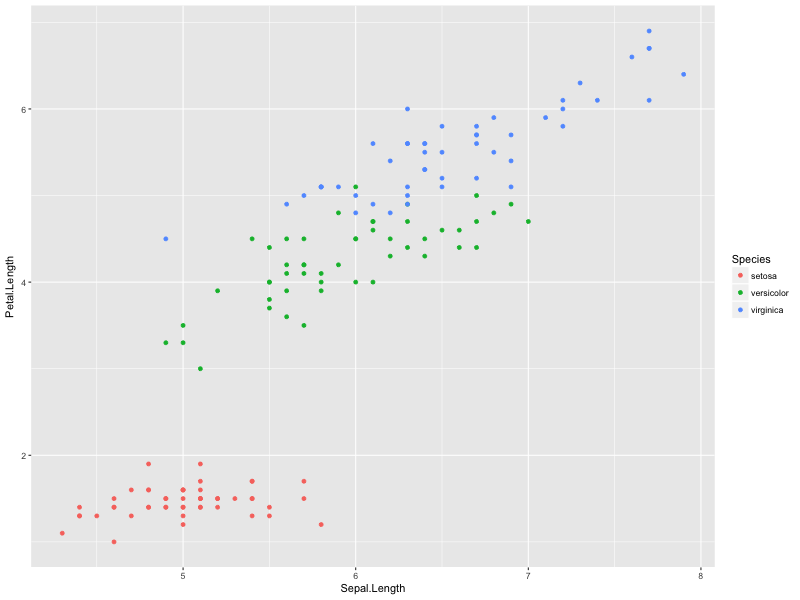 6
4
2
Petal.Length
5 6 7 8
Sepal.Length
Species
setosa
versicolor
virginica